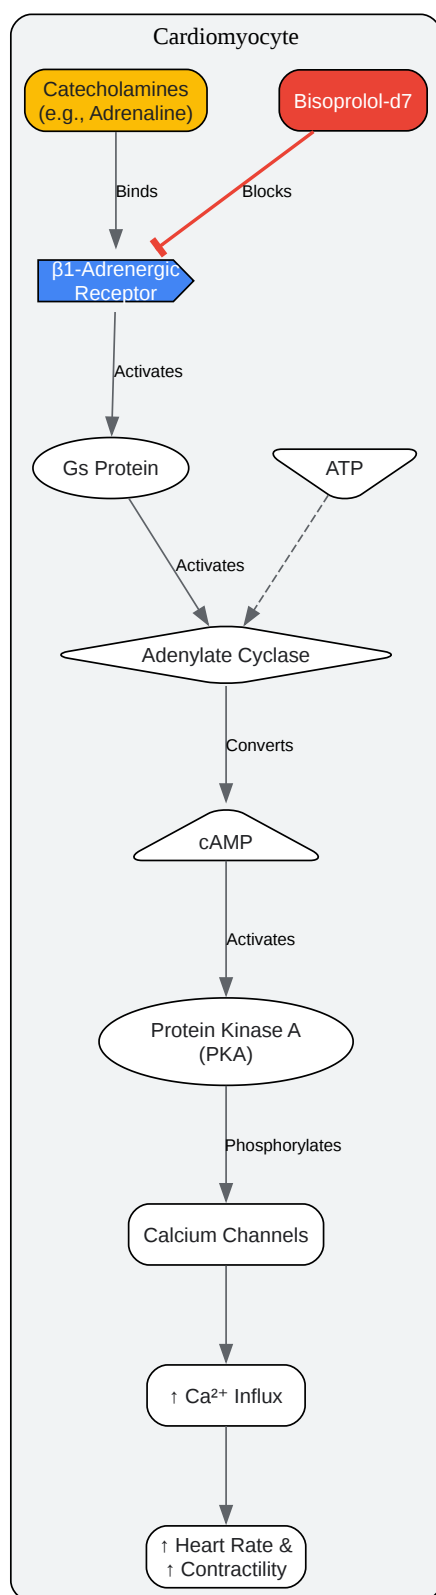 Cardiomyocyte
Catecholamines
(e.g., Adrenaline)
Bisoprolol-d7
Binds
Blocks
β1-Adrenergic
Receptor
Activates
Gs Protein
ATP
Activates
Adenylate Cyclase
Converts
cAMP
Activates
Protein Kinase A
(PKA)
Phosphorylates
Calcium Channels
↑ Ca²⁺ Influx
↑ Heart Rate &
↑ Contractility